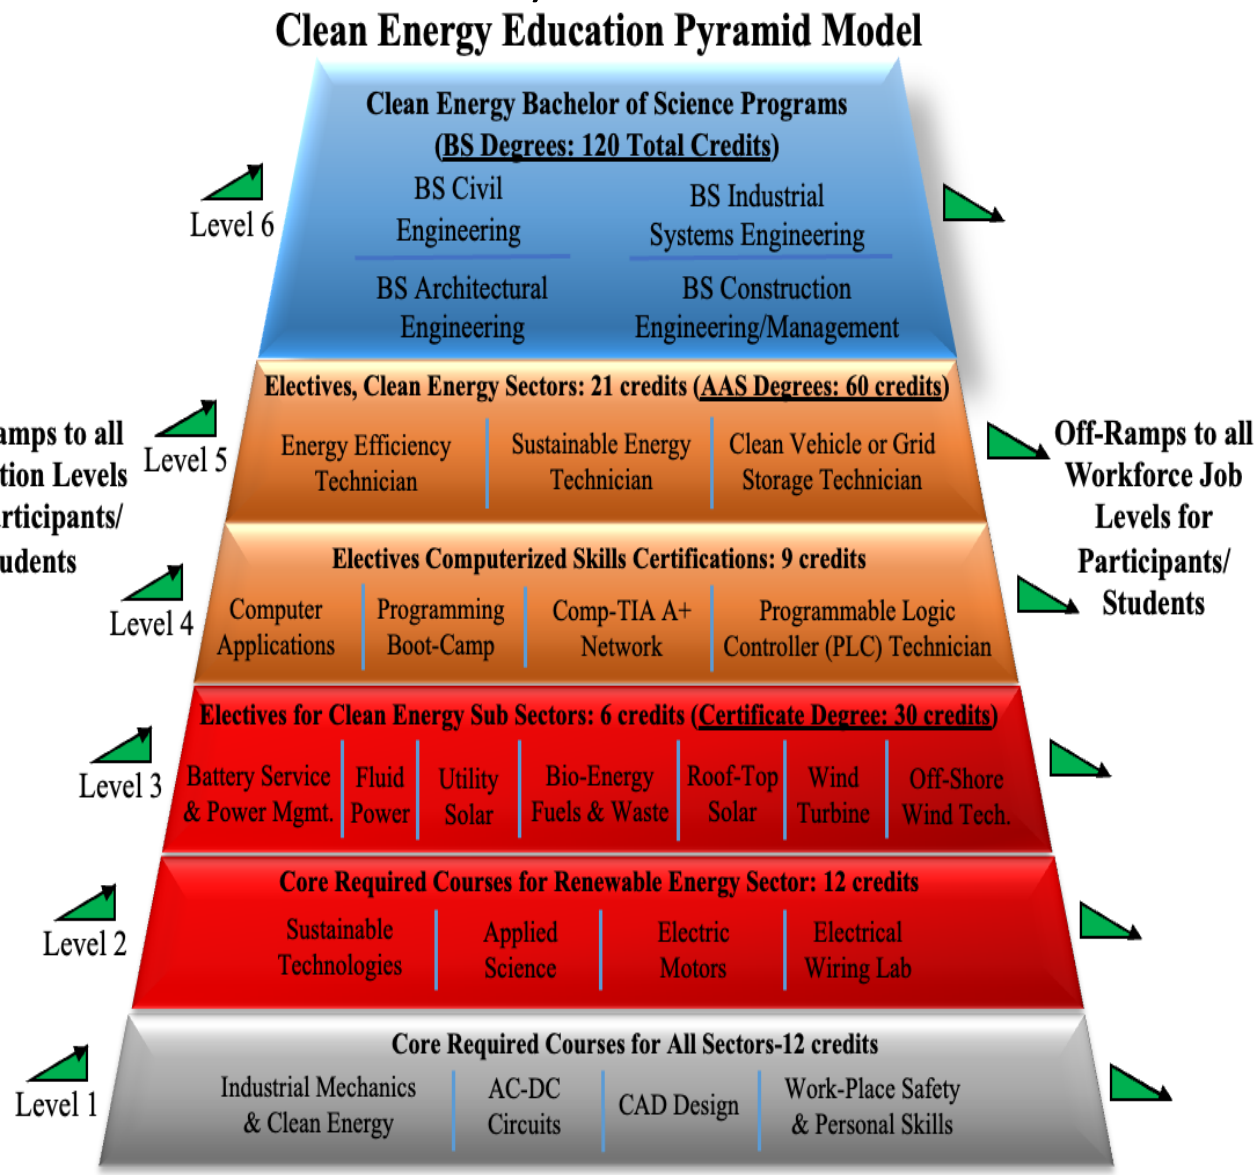 Clean Energy Education Pyramid Model
Clean Energy Bachelor of Science Programs
(BS Degrees: 120 Total Credits)
BS Civil
Engineering
BS Industrial
Systems Engineering
BS Architectural
Engineering
BS Construction
Engineering/Management
Level 6
Electives, Clean Energy Sectors: 21 credits (AAS Degrees: 60 credits)
Energy Efficiency
Technician
Sustainable Energy
Technician
Clean Vehicle or Grid
Storage Technician
Level 5
amps to all
tion Levels
rticipants/
udents
Off-Ramps to all
Workforce Job
Levels for
Participants/
Students
Electives Computerized Skills Certifications: 9 credits
Computer
Applications
Programming
Boot-Camp
Comp-TIA A+
Network
Programmable Logic
Controller (PLC) Technician
Level 4
Electives for Clean Energy Sub Sectors: 6 credits (Certificate Degree: 30 credits)
Battery Service
& Power Mgmt.
Fluid
Power
Utility
Solar
Bio-Energy
Fuels & Waste
Roof-Top
Solar
Wind
Turbine
Off-Shore
Wind Tech.
Level 3
Core Required Courses for Renewable Energy Sector: 12 credits
Sustainable
Technologies
Applied
Science
Electric
Motors
Electrical
Wiring Lab
Level 2
Core Required Courses for All Sectors-12 credits
Industrial Mechanics
& Clean Energy
AC-DC
Circuits
CAD Design
Work-Place Safety
& Personal Skills
Level 1